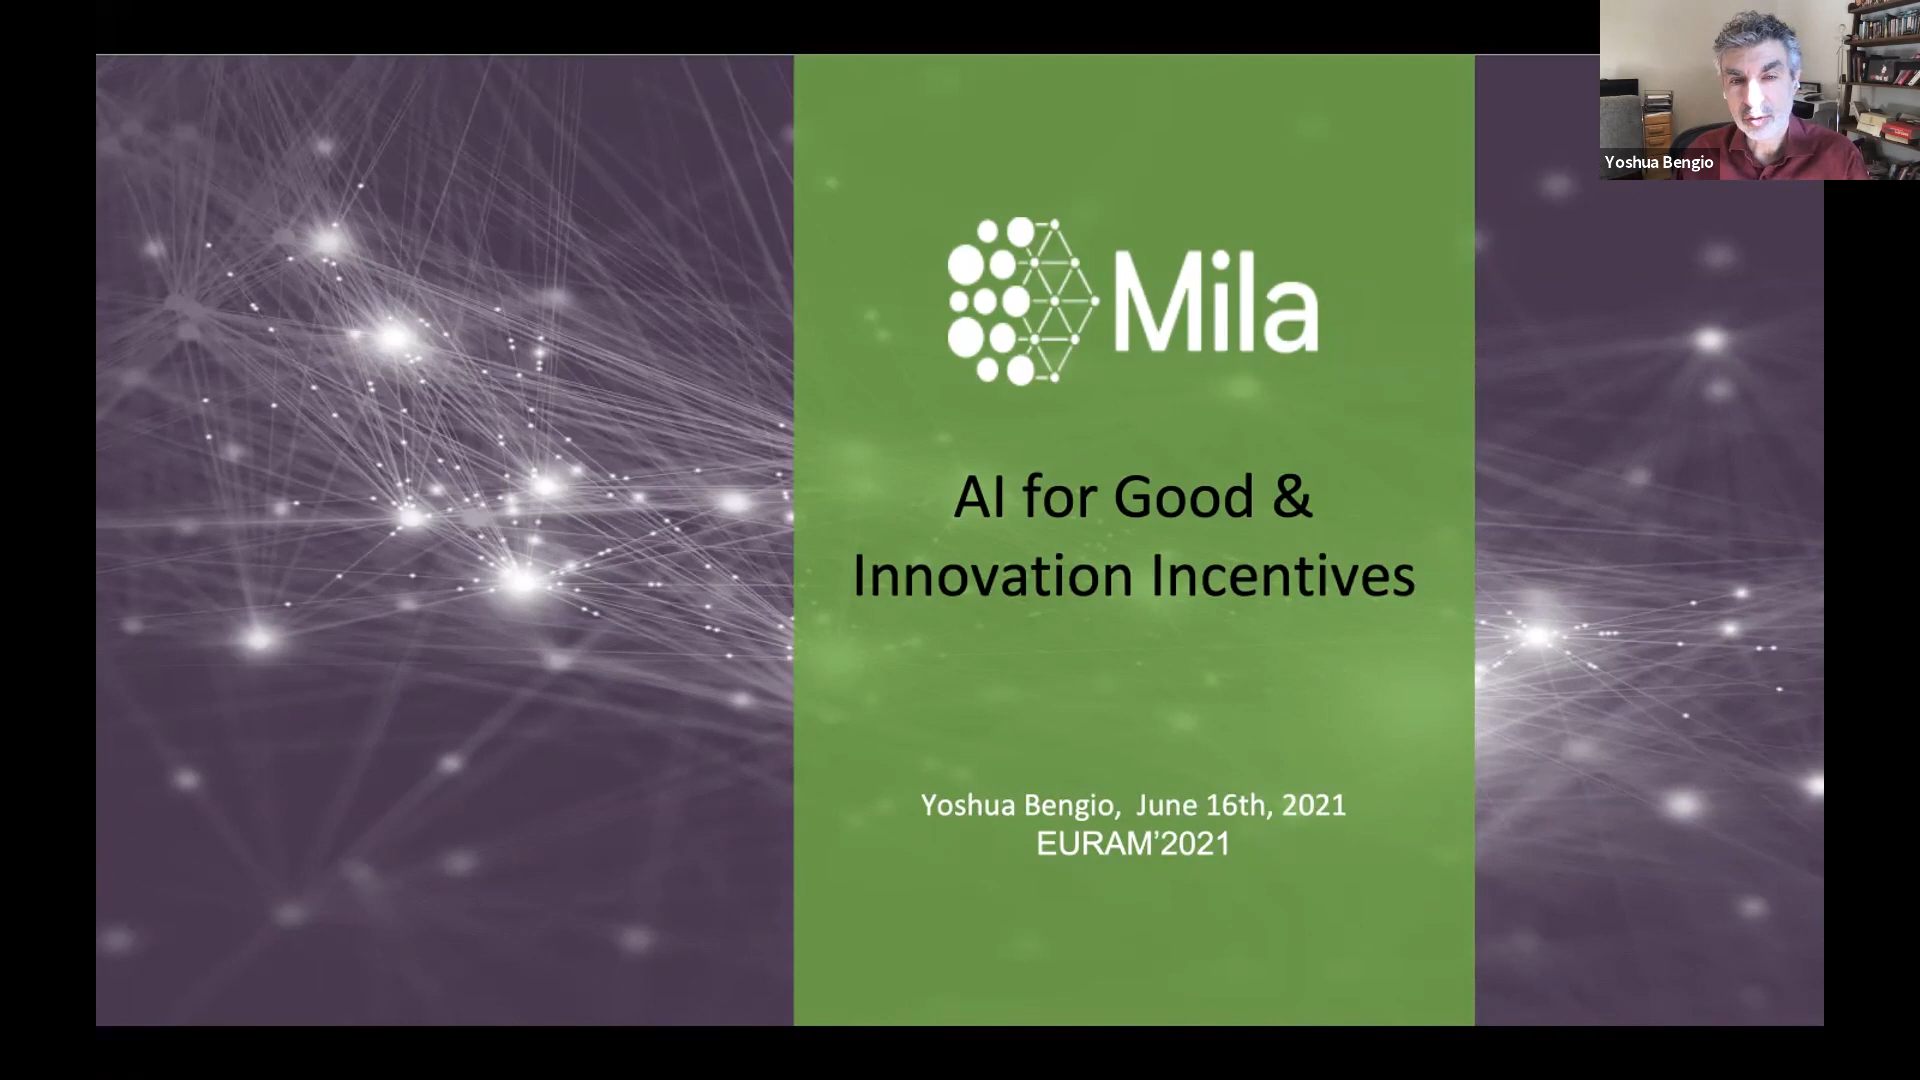 Yoshua Bengio
Mila
AI for Good &
Innovation Incentives
Yoshua Bengio, June 16th, 2021
EURAM’2021